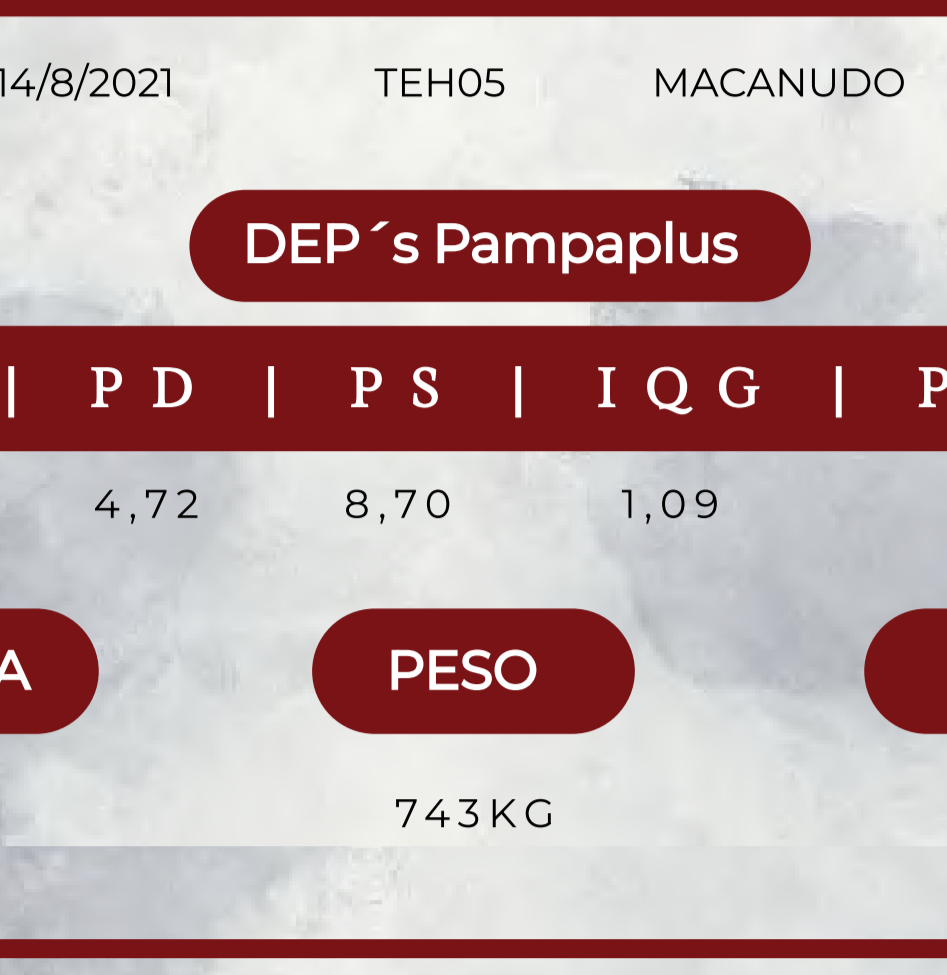 14/8/2021 TEH05 MACANUDO
DEP´s Pampaplus
| PD | PS | IQG | P
4,72 8,70 1,09
A PESO
743KG